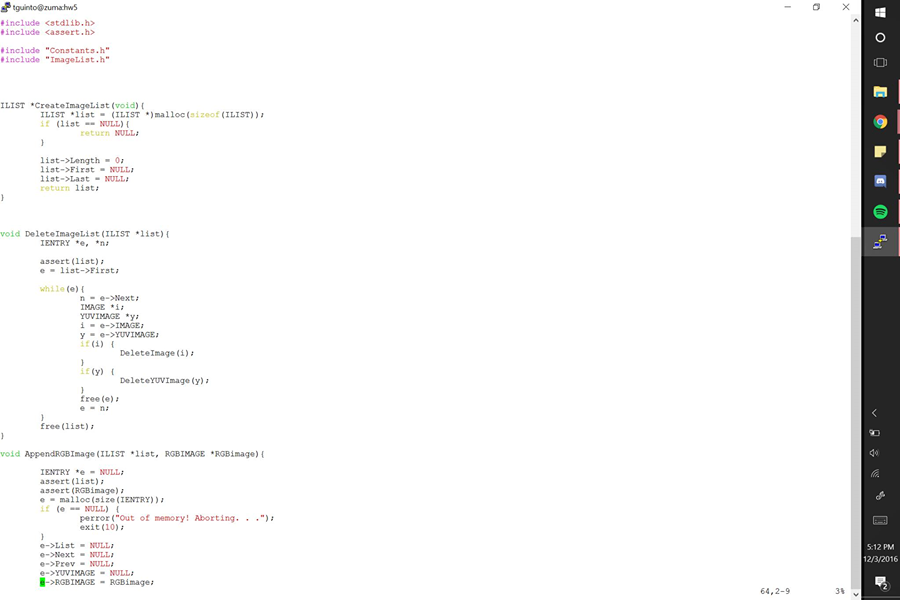 tguinto@zuma:hw5
#include <stdlib.h>
#include <assert.h>
#include "Constants.h"
#include "ImageList.h"
ILIST *CreateImageList(void){
ILIST *list = (ILIST *)malloc(sizeof(ILIST));
if (list == NULL){
return NULL;
}
list->Length = 0;
list->First = NULL;
list->Last = NULL;
return list;
}
void DeleteImageList(ILIST *list){
IENTRY *e, *n;
assert(list);
e = list->First;
while(e){
n = e->Next;
IMAGE *i;
YUVIMAGE *y;
i = e->IMAGE;
y = e->YUVIMAGE;
if(i) {
DeleteImage(i);
}
if(y) {
DeleteYUVImage(y);
}
free(e);
e = n;
}
free(list);
}
void AppendRGBImage(ILIST *list, RGBIMAGE *RGBimage){
IENTRY *e = NULL;
assert(list);
assert(RGBimage);
e = malloc(size(IENTRY));
if (e == NULL) {
perror("Out of memory! Aborting. . .");
exit(10);
}
e->List = NULL;
e->Next = NULL;
e->Prev = NULL;
e->YUVIMAGE = NULL;
e->RGBIMAGE = RGBimage;
64,2-9 3%
5:12 PM
12/3/2016
2